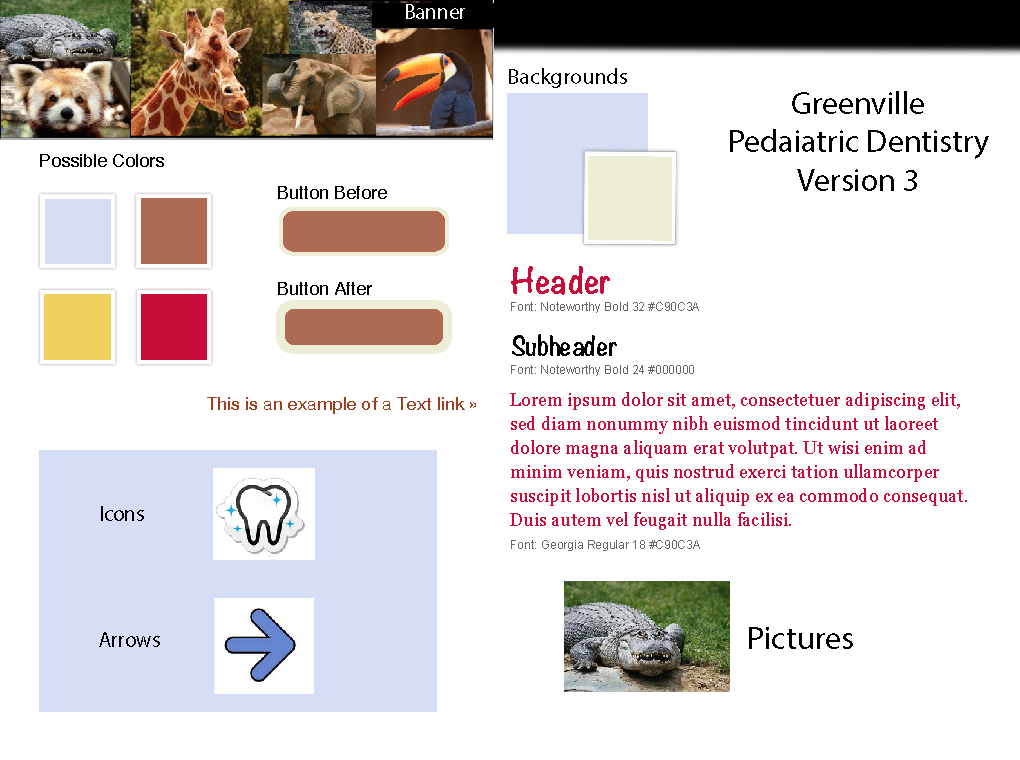 Banner
Backgrounds
Greenville
Pedaiatric Dentistry
Version 3
Possible Colors
Button Before
Button After
This is an example of a Text link »
Icons
Arrows
Header
Font: Noteworthy Bold 32 #C90C3A
Subheader
Font: Noteworthy Bold 24 #000000
Lorem ipsum dolor sit amet, consectetuer adipiscing elit,
sed diam nonummy nibh euismod tincidunt ut laoreet
dolore magna aliquam erat volutpat. Ut wisi enim ad
minim veniam, quis nostrud exerci tation ullamcorper
suscipit lobortis nisl ut aliquip ex ea commodo consequat.
Duis autem vel feugait nulla facilisi.
Font: Georgia Regular 18 #C90C3A
Pictures